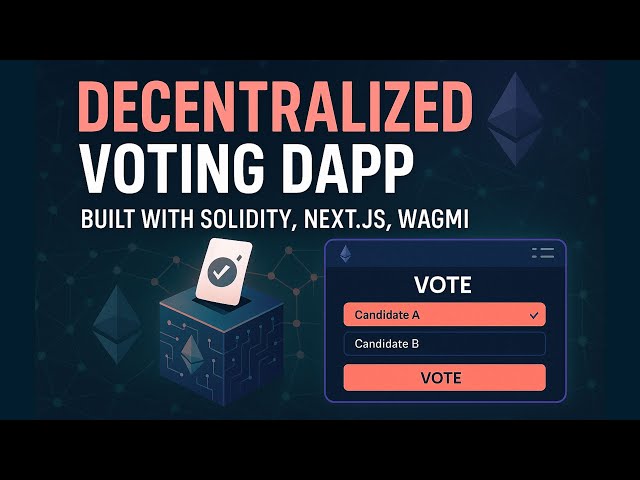 DECENTRALIZED
VOTING DAPP
BUILT WITH SOLIDITY, NEXT.JS, WAGMI
VOTE
Candidate A
Candidate B
VOTE